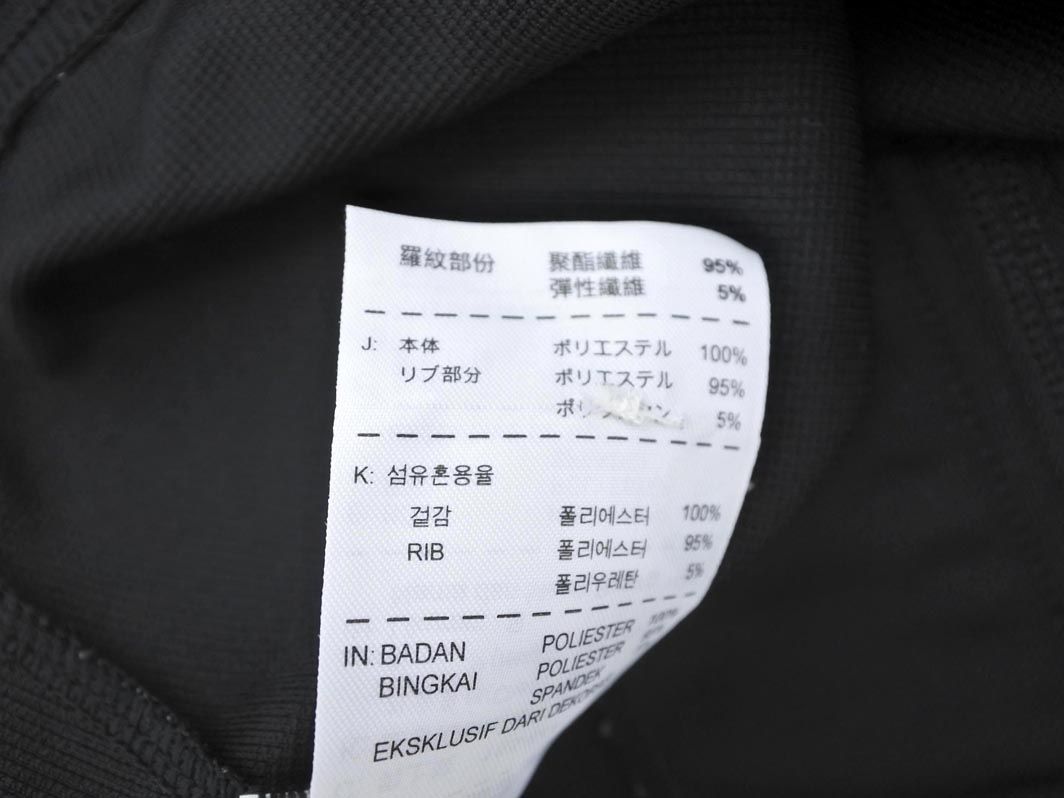 羅紋部份 聚酯纖維 95%
彈性纖維 5%
J: 本体 ポリエステル 100%
リブ部分 ポリエステル 95%
5%
K: 섬유혼용율
겉감 폴리에스터 100%
RIB 폴리에스터 95%
폴리우레탄 5%
IN: BADAN POLIESTER 100%
BINGKAI POLIESTER
SPANDEK
EKSKLUSIF DARI